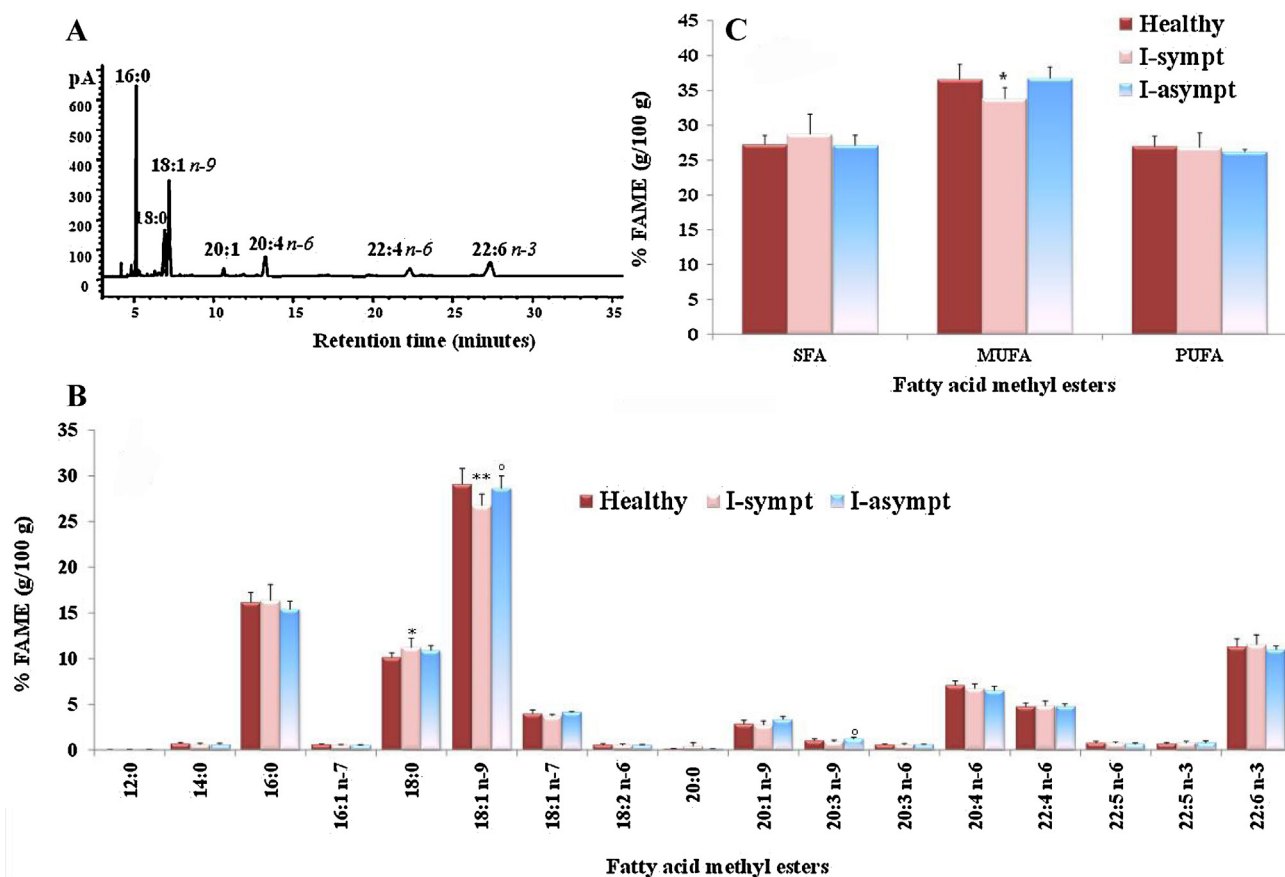 A
pA
600
500
400
300
200
100
0
16:0
18:1 n-9
18:0
20:1
20:4 n-6
22:4 n-6
22:6 n-3
5 10 15 20 25 30 35
Retention time (minutes)
C
Healthy
I-sympt
I-asympt
% FAME (g/100 g)
45
40
35
30
25
20
15
10
5
0
*
SFA MUFA PUFA
Fatty acid methyl esters
B
% FAME (g/100 g)
35
30
25
20
15
10
5
0
Healthy I-sympt I-asympt
*
**
o
o
12:0
14:0
16:0
16:1 n-7
18:0
18:1 n-9
18:1 n-7
18:2 n-6
20:0
20:1 n-9
20:3 n-9
20:3 n-6
20:4 n-6
22:4 n-6
22:5 n-6
22:5 n-3
22:6 n-3
Fatty acid methyl esters